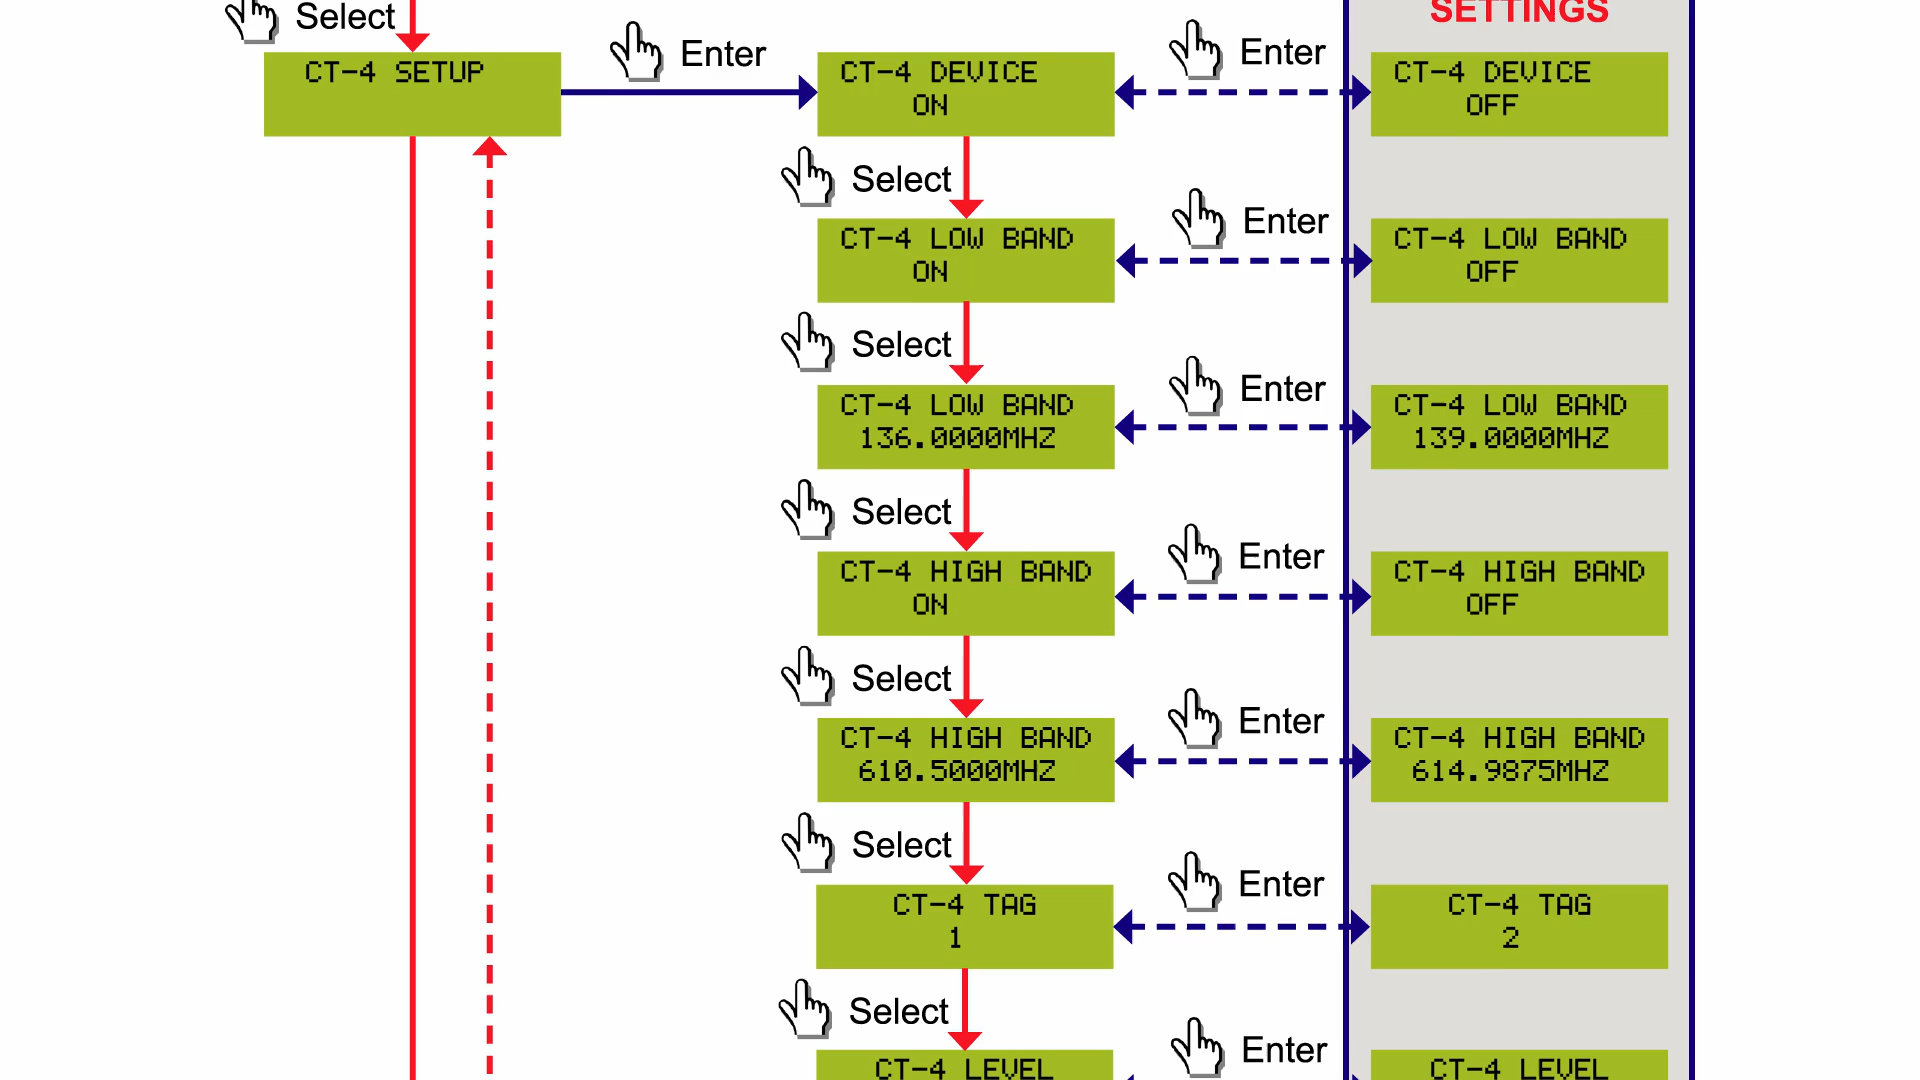 Select
SETTINGS
CT-4 SETUP
Enter
CT-4 DEVICE
ON
Enter
CT-4 DEVICE
OFF
Select
CT-4 LOW BAND
ON
Enter
CT-4 LOW BAND
OFF
Select
CT-4 LOW BAND
136.0000MHZ
Enter
CT-4 LOW BAND
139.0000MHZ
Select
CT-4 HIGH BAND
ON
Enter
CT-4 HIGH BAND
OFF
Select
CT-4 HIGH BAND
610.5000MHZ
Enter
CT-4 HIGH BAND
614.9875MHZ
Select
CT-4 TAG
1
Enter
CT-4 TAG
2
Select
CT-4 LEVEL
Enter
CT-4 LEVEL